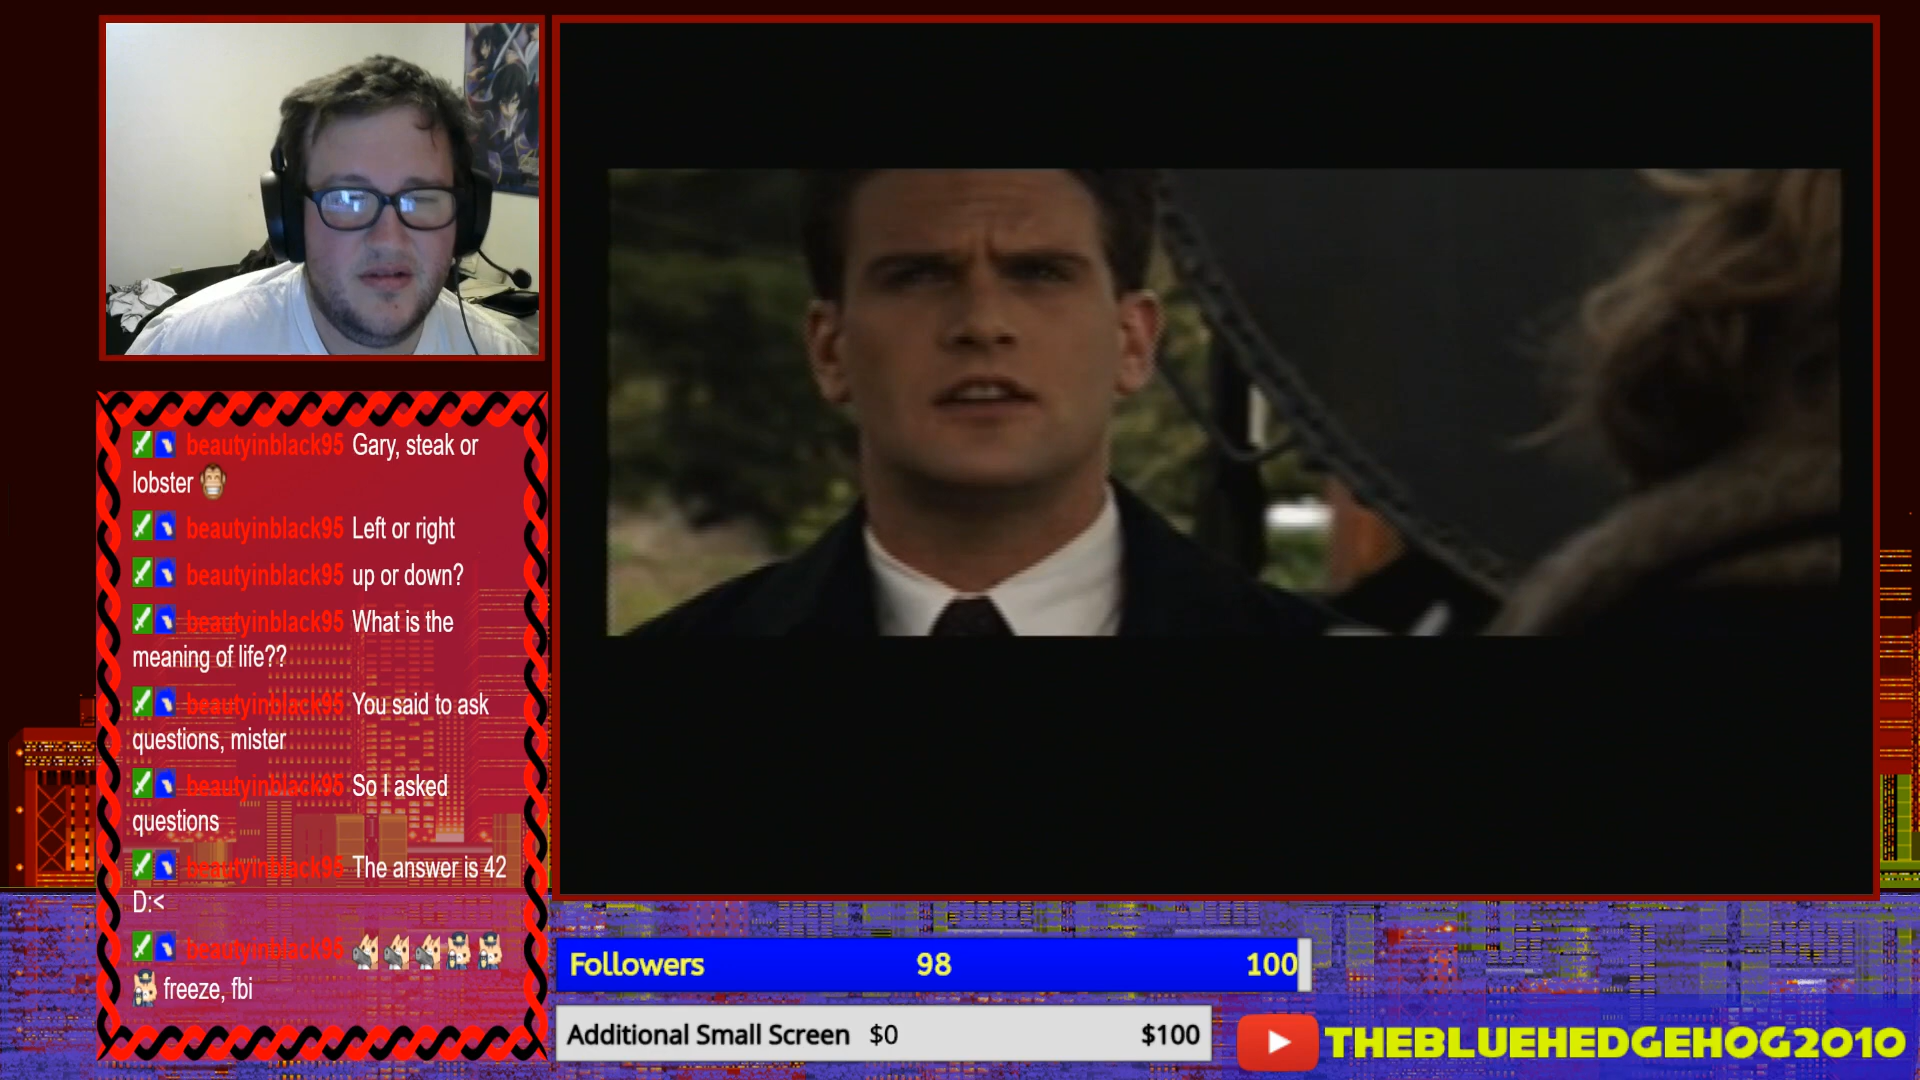 beautyinblack95 Gary, steak or
lobster
beautyinblack95 Left or right
beautyinblack95 up or down?
beautyinblack95 What is the
meaning of life??
beautyinblack95 You said to ask
questions, mister
beautyinblack95 So I asked
questions
beautyinblack95 The answer is 42
D:<
beautyinblack95
freeze, fbi
Followers 98 100
Additional Small Screen $0 $100
THEBLUEHEDGEHOG2010